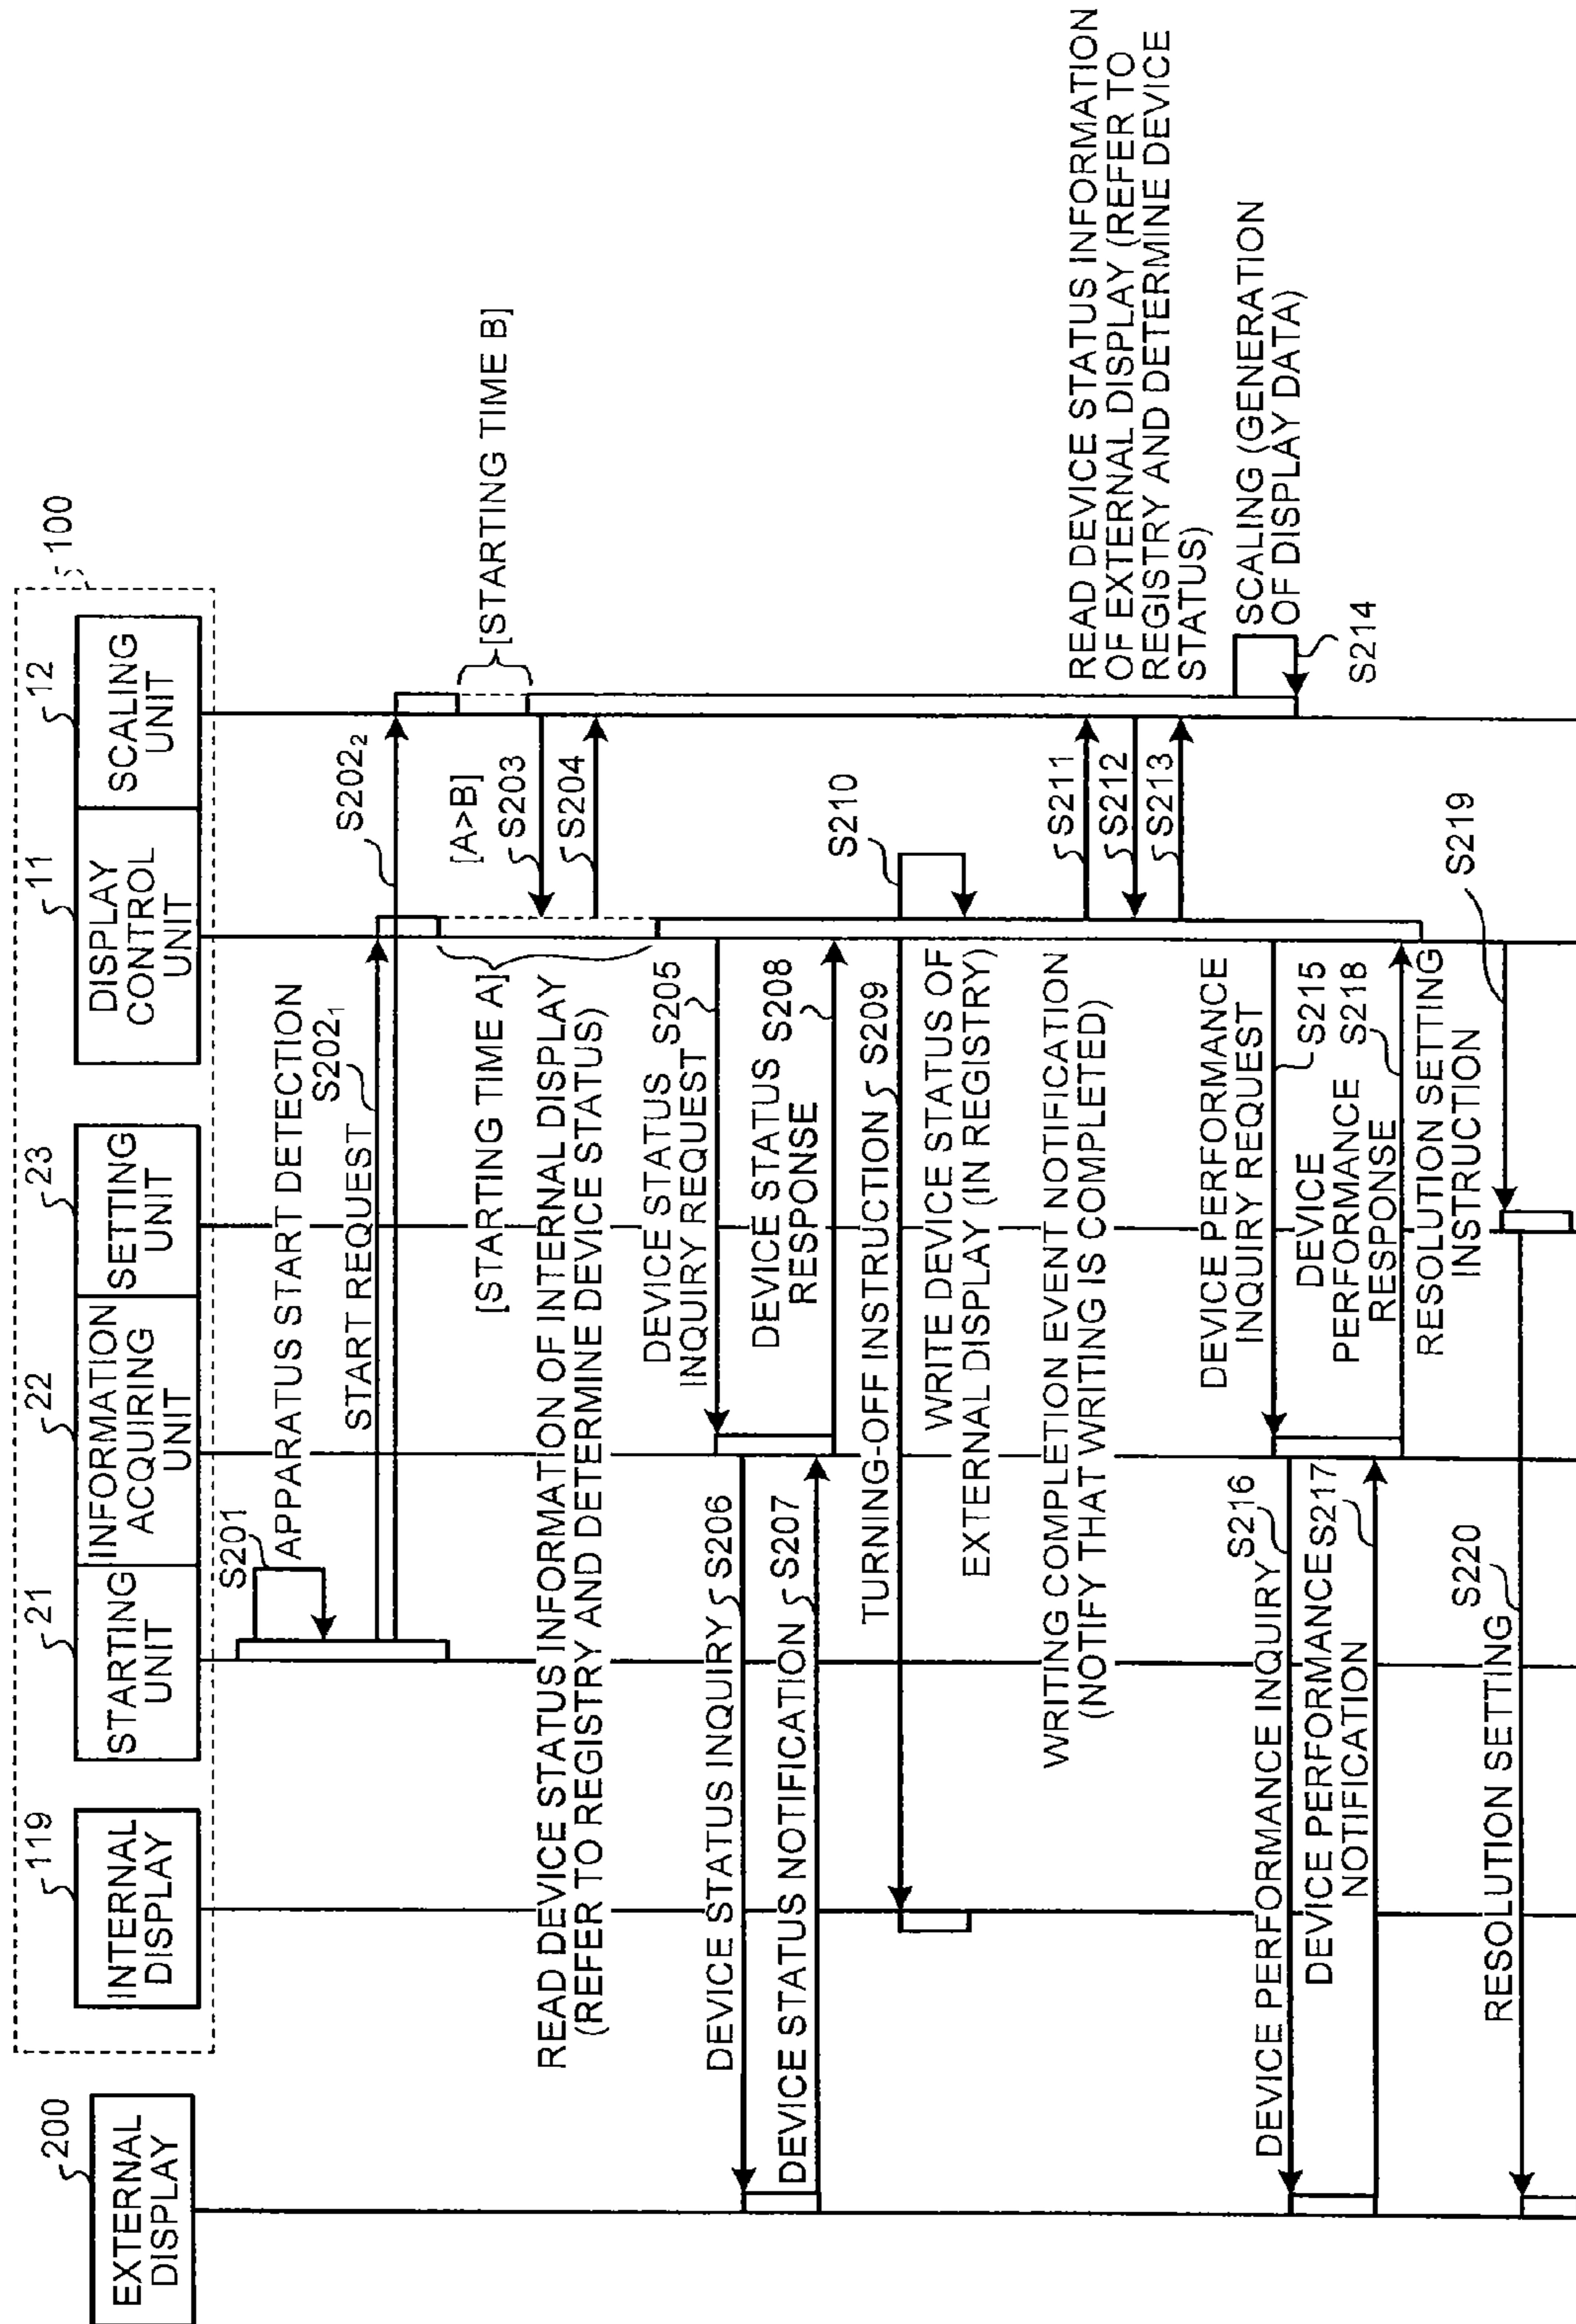 100
200
EXTERNAL
DISPLAY
119
INTERNAL
DISPLAY
21
STARTING
UNIT
22
INFORMATION
ACQUIRING
UNIT
23
SETTING
UNIT
11
DISPLAY
CONTROL
UNIT
12
SCALING
UNIT
S201
APPARATUS START DETECTION
S202₁
START REQUEST
S202₂
[STARTING TIME A]
[STARTING TIME B]
[A>B]
READ DEVICE STATUS INFORMATION OF INTERNAL DISPLAY
(REFER TO REGISTRY AND DETERMINE DEVICE STATUS)
S203
S204
DEVICE STATUS
INQUIRY REQUEST
S205
DEVICE STATUS INQUIRY
S206
DEVICE STATUS NOTIFICATION
S207
DEVICE STATUS
RESPONSE
S208
TURNING-OFF INSTRUCTION
S209
S210
WRITE DEVICE STATUS OF
EXTERNAL DISPLAY (IN REGISTRY)
WRITING COMPLETION EVENT NOTIFICATION
(NOTIFY THAT WRITING IS COMPLETED)
S211
S212
S213
READ DEVICE STATUS INFORMATION
OF EXTERNAL DISPLAY (REFER TO
REGISTRY AND DETERMINE DEVICE
STATUS)
SCALING (GENERATION
OF DISPLAY DATA)
S214
DEVICE PERFORMANCE
INQUIRY REQUEST
S215
DEVICE PERFORMANCE INQUIRY
S216
DEVICE PERFORMANCE
NOTIFICATION
S217
DEVICE
PERFORMANCE
RESPONSE
S218
RESOLUTION SETTING
INSTRUCTION
S219
RESOLUTION SETTING
S220